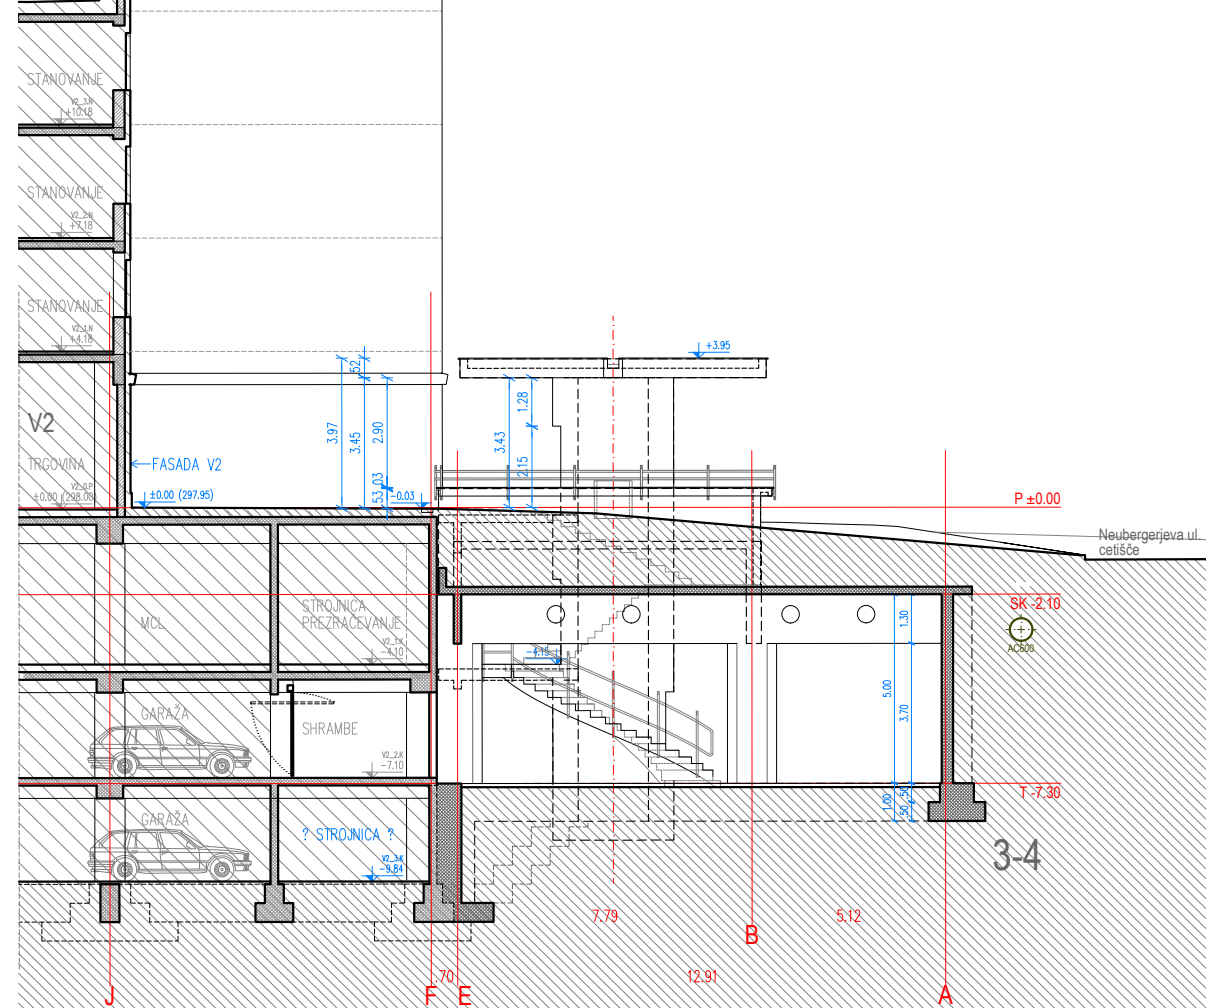 STANOVANJE
V2_3.N
+10.18
STANOVANJE
V2_2.N
+7.18
STANOVANJE
V2_1.N
+4.18
+3.95
52
1.28
3.97
3.45
2.90
3.43
2.15
V2
TRGOVINA
FASADA V2
V2_0.P
±0.00 (298.00)
±0.00 (297.95)
53
03
-0.03
P ±0.00
Neubergerjeva ul.
cetišče
STROJNICA
PREZRAČEVANJE
MCL
V2_1.K
-4.10
-4.15
1.30
SK -2.10
AC600
5.00
3.70
GARAŽA
SHRAMBE
V2_2.K
-7.10
T -7.30
1.00
.50
.50
GARAŽA
? STROJNICA ?
V2_3.K
-9.84
3-4
7.79
5.12
B
.70
12.91
J
F
E
A